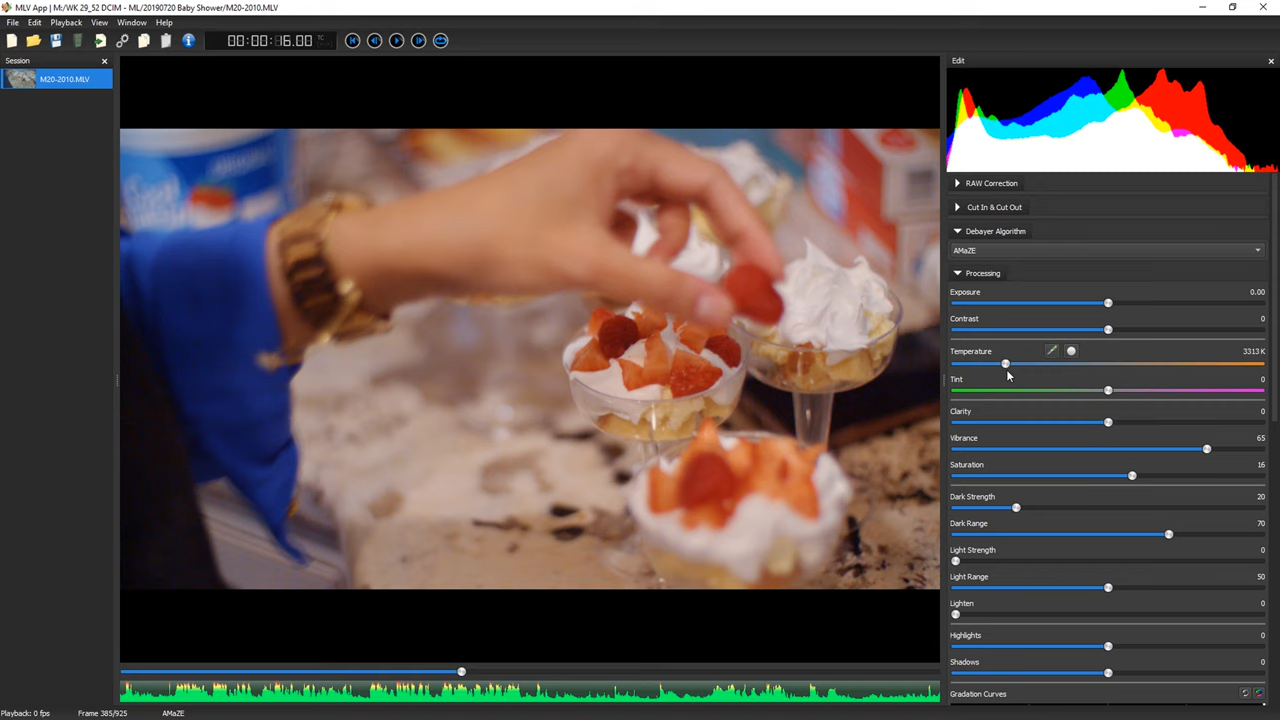 MLV App | M:/WK 29_52 DCIM - ML/20190720 Baby Shower/M20-2010.MLV
File Edit Playback View Window Help
00:00:16.00
TC
Session
M20-2010.MLV
Edit
RAW Correction
Cut In & Cut Out
Debayer Algorithm
AMaZE
Processing
Exposure 0.00
Contrast 0
Temperature 3313 K
Tint 0
Clarity 0
Vibrance 65
Saturation 16
Dark Strength 20
Dark Range 70
Light Strength 0
Light Range 50
Lighten 0
Highlights 0
Shadows 0
Gradation Curves
Playback: 0 fps Frame 385/925 AMaZE